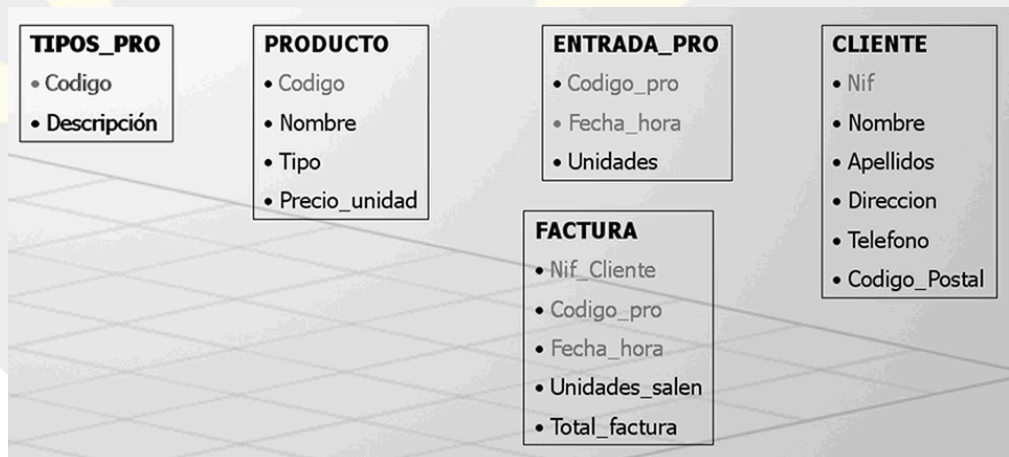 TIPOS_PRO
• Codigo
• Descripción
PRODUCTO
• Codigo
• Nombre
• Tipo
• Precio_unidad
ENTRADA_PRO
• Codigo_pro
• Fecha_hora
• Unidades
CLIENTE
• Nif
• Nombre
• Apellidos
• Direccion
• Telefono
• Codigo_Postal
FACTURA
• Nif_Cliente
• Codigo_pro
• Fecha_hora
• Unidades_salen
• Total_factura